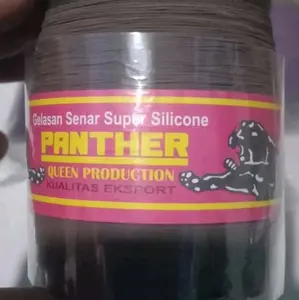 Gelasan Senar Super Silicone
PANTHER
QUEEN PRODUCTION
KUALITAS EKSPORT